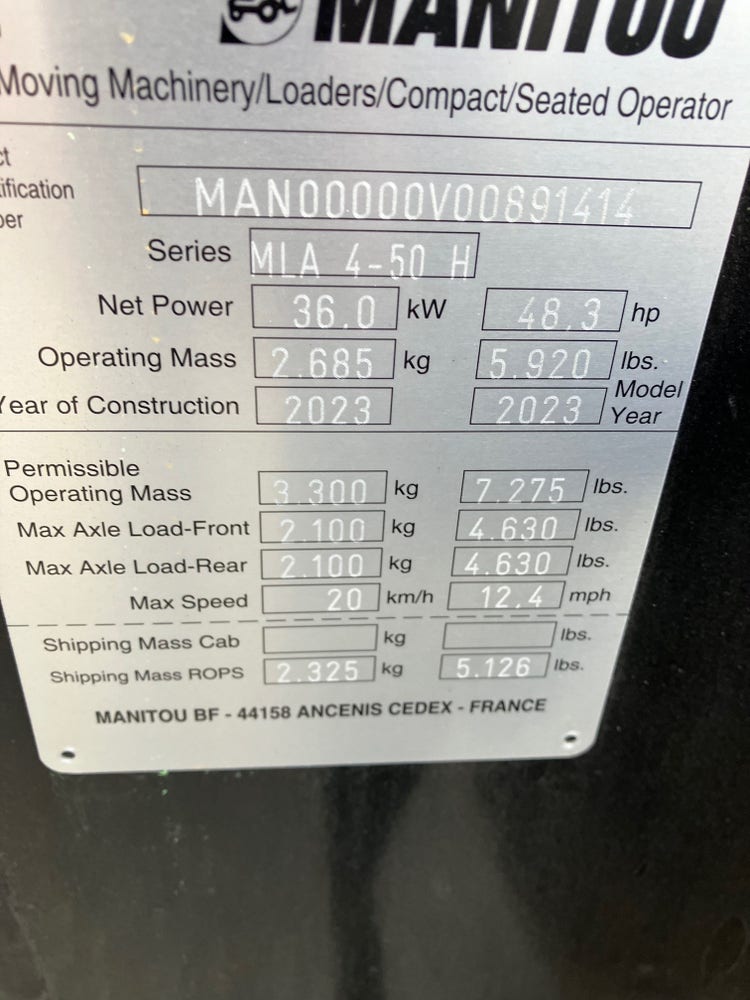 MANITOU
Moving Machinery/Loaders/Compact/Seated Operator
MAN00000V00891414
Series MLA 4-50 H
Net Power 36.0 kW 48.3 hp
Operating Mass 2.685 kg 5.920 lbs.
Year of Construction 2023 2023 Model Year
Permissible
Operating Mass 3.300 kg 7.275 lbs.
Max Axle Load-Front 2.100 kg 4.630 lbs.
Max Axle Load-Rear 2.100 kg 4.630 lbs.
Max Speed 20 km/h 12.4 mph
Shipping Mass Cab kg lbs.
Shipping Mass ROPS 2.325 kg 5.126 lbs.
MANITOU BF - 44158 ANCENIS CEDEX - FRANCE